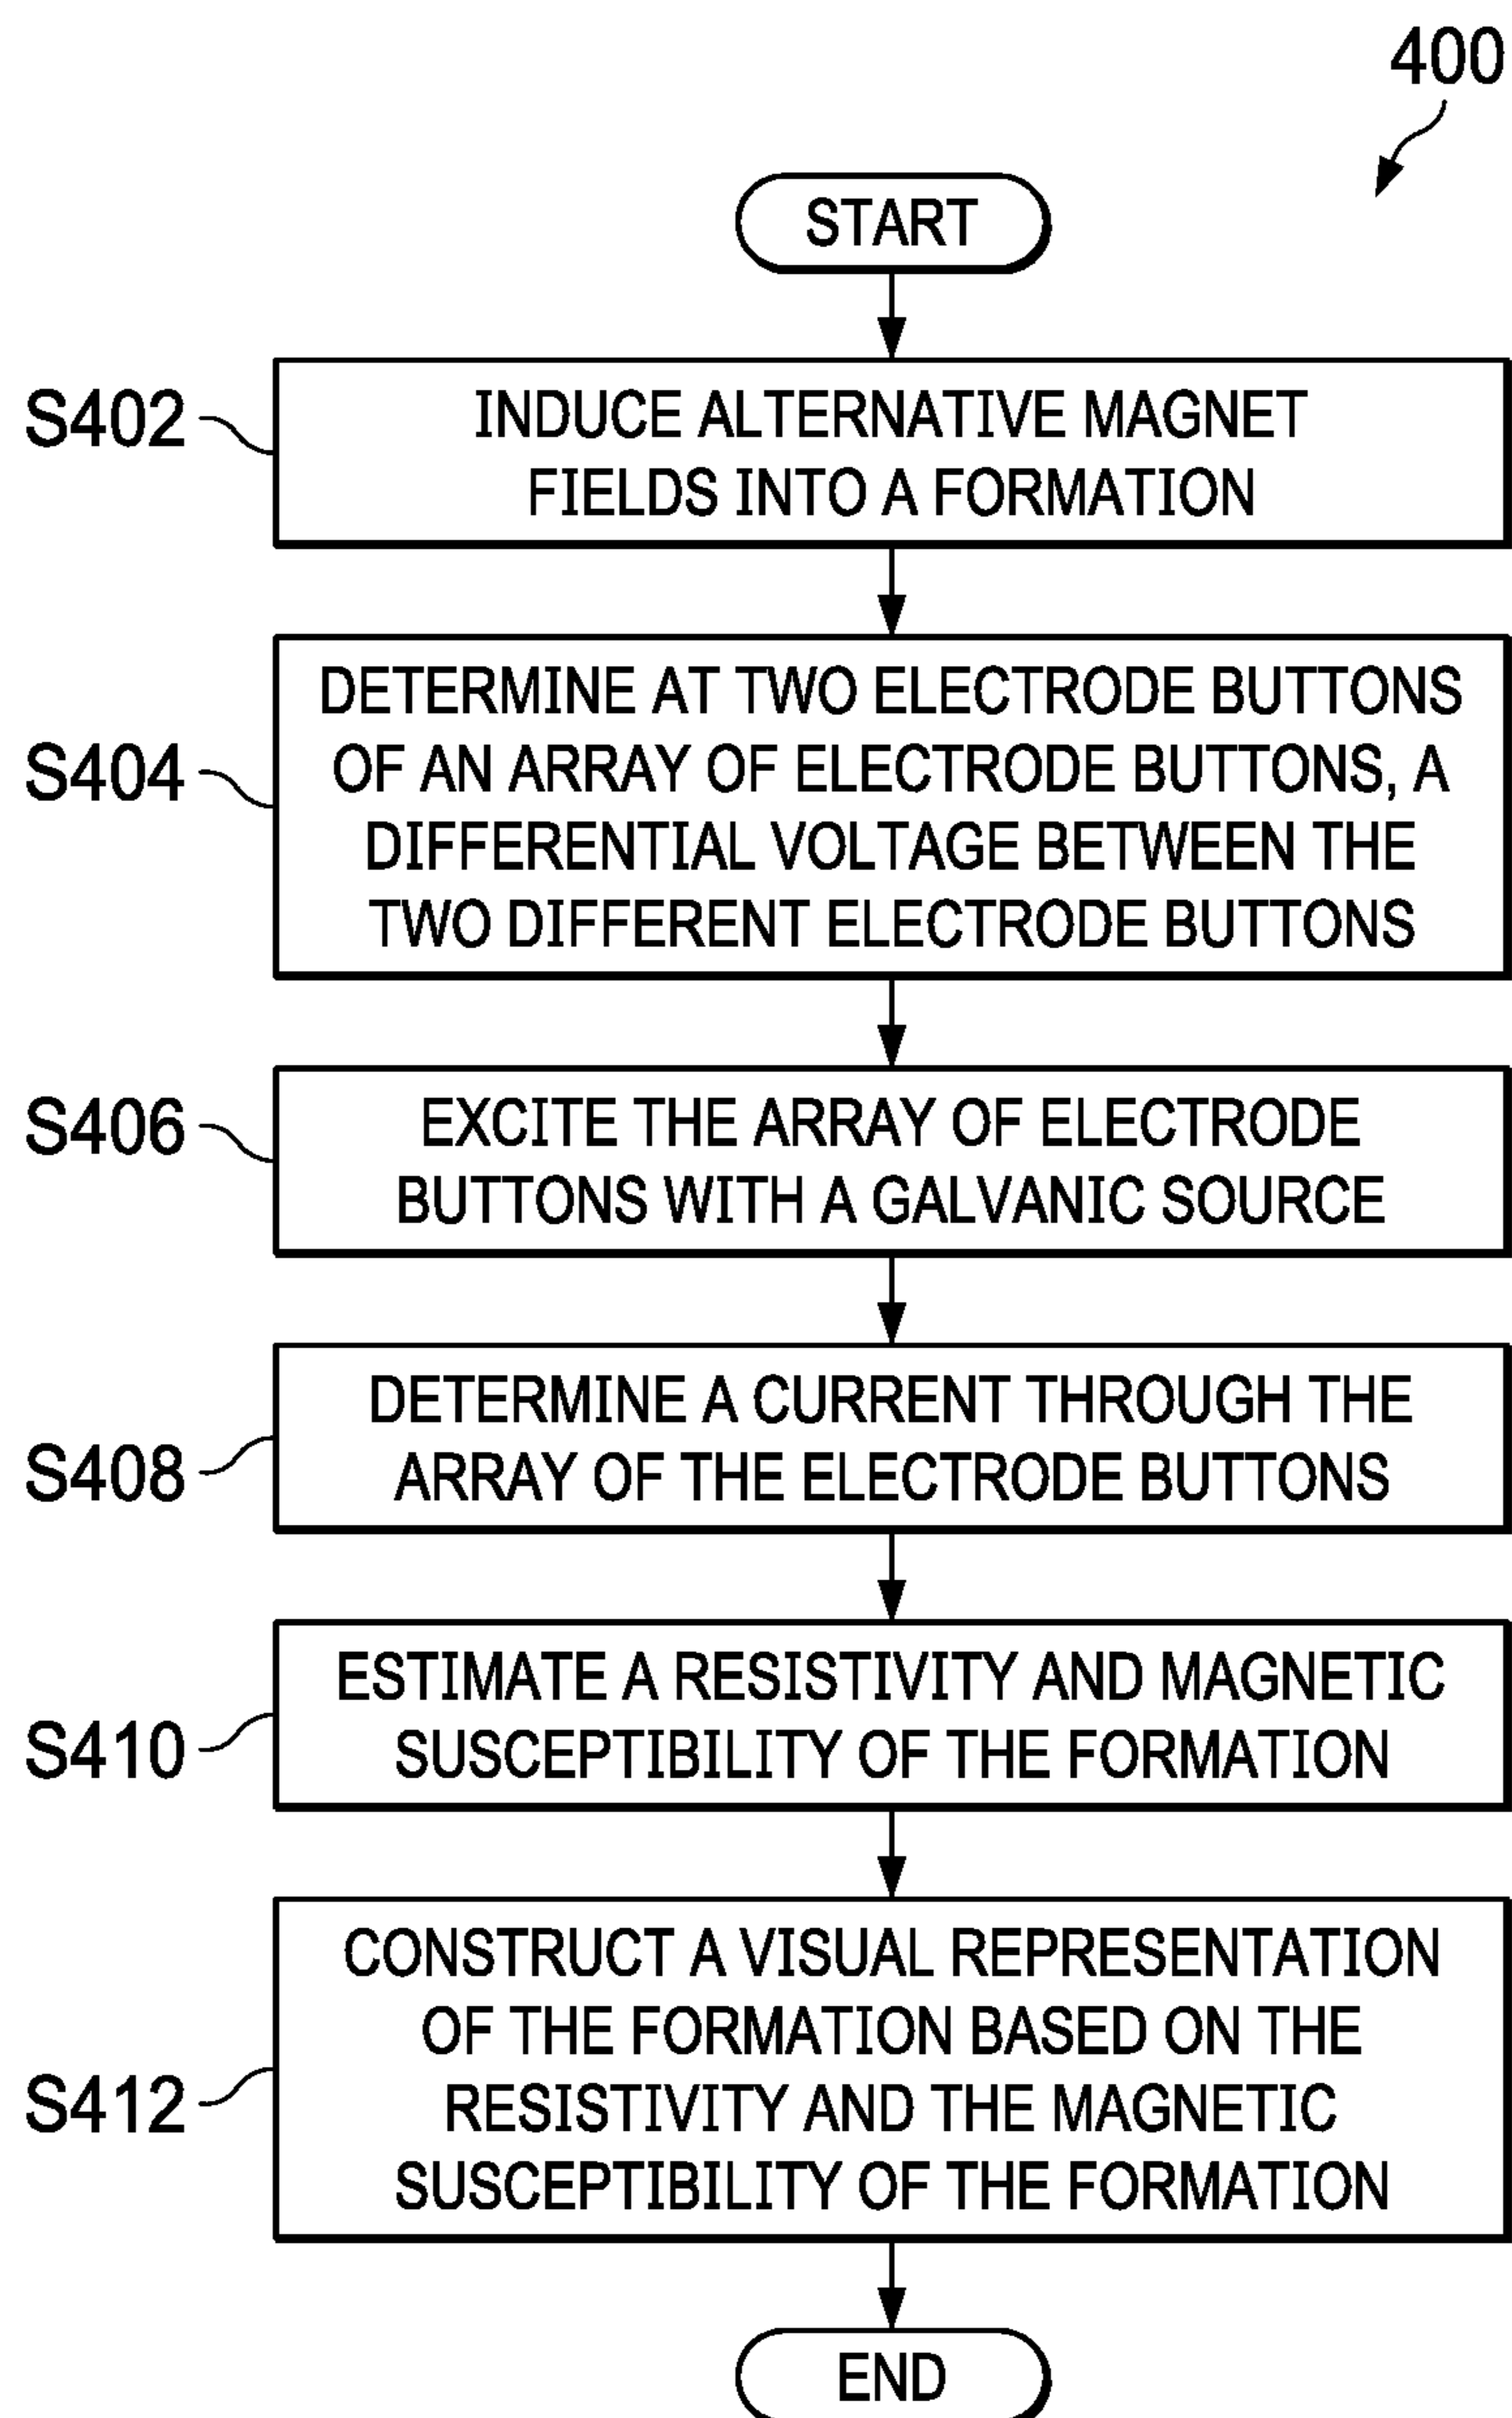 400
START
S402
INDUCE ALTERNATIVE MAGNET
FIELDS INTO A FORMATION
S404
DETERMINE AT TWO ELECTRODE BUTTONS
OF AN ARRAY OF ELECTRODE BUTTONS, A
DIFFERENTIAL VOLTAGE BETWEEN THE
TWO DIFFERENT ELECTRODE BUTTONS
S406
EXCITE THE ARRAY OF ELECTRODE
BUTTONS WITH A GALVANIC SOURCE
S408
DETERMINE A CURRENT THROUGH THE
ARRAY OF THE ELECTRODE BUTTONS
S410
ESTIMATE A RESISTIVITY AND MAGNETIC
SUSCEPTIBILITY OF THE FORMATION
S412
CONSTRUCT A VISUAL REPRESENTATION
OF THE FORMATION BASED ON THE
RESISTIVITY AND THE MAGNETIC
SUSCEPTIBILITY OF THE FORMATION
END